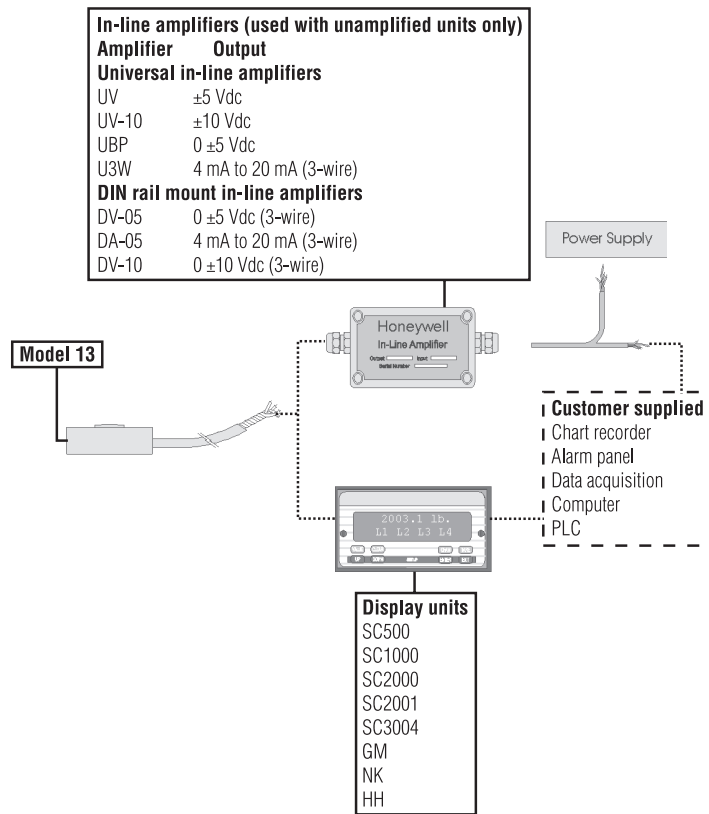 In-line amplifiers (used with unamplified units only)
Amplifier Output
Universal in-line amplifiers
UV ±5 Vdc
UV-10 ±10 Vdc
UBP 0 ±5 Vdc
U3W 4 mA to 20 mA (3-wire)
DIN rail mount in-line amplifiers
DV-05 0 ±5 Vdc (3-wire)
DA-05 4 mA to 20 mA (3-wire)
DV-10 0 ±10 Vdc (3-wire)
Power Supply
Honeywell
In-Line Amplifier
Output Input
Serial Number
Model 13
Customer supplied
Chart recorder
Alarm panel
Data acquisition
Computer
PLC
2003.1 lb.
L1 L2 L3 L4
UP DOWN SETUP ENTER EXIT
Display units
SC500
SC1000
SC2000
SC2001
SC3004
GM
NK
HH